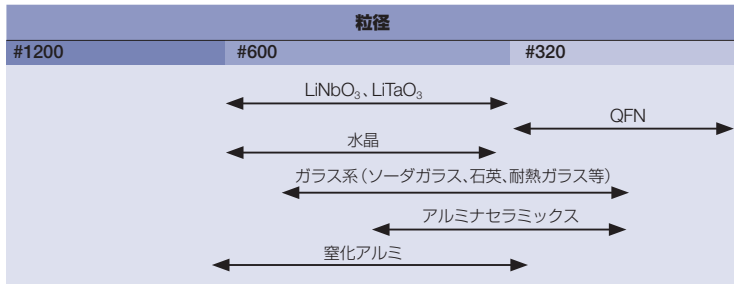 粒径
#1200 #600 #320
LiNbO₃、LiTaO₃
QFN
水晶
ガラス系（ソーダガラス、石英、耐熱ガラス等）
アルミナセラミックス
窒化アルミ